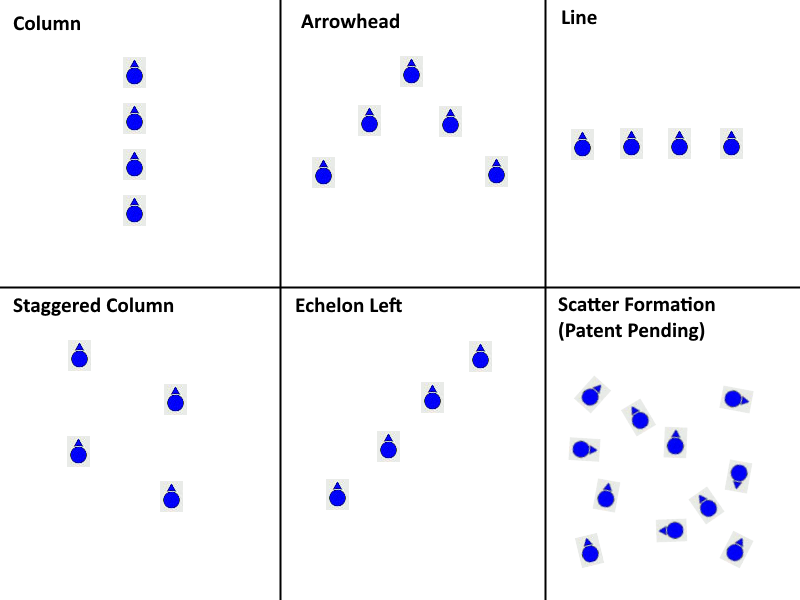 Column
Arrowhead
Line
Staggered Column
Echelon Left
Scatter Formation
(Patent Pending)